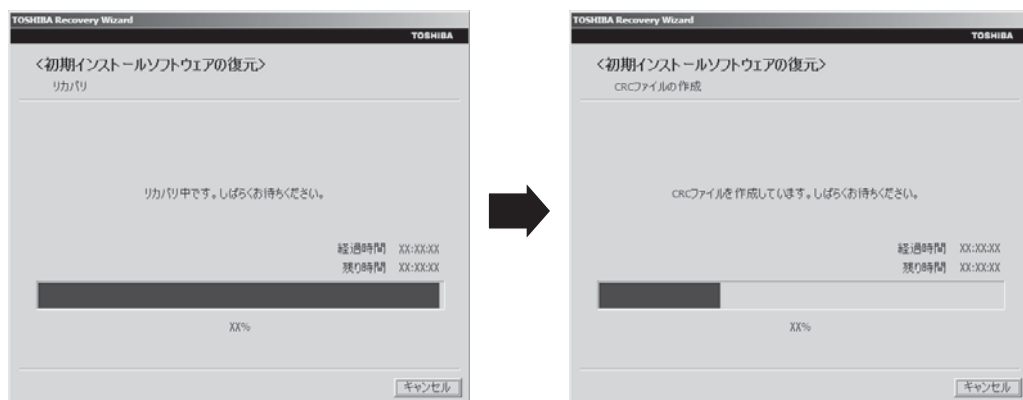 TOSHIBA Recovery Wizard
TOSHIBA
<初期インストールソフトウェアの復元>
リカバリ
リカバリ中です。しばらくお待ちください。
経過時間 XX:XX:XX
残り時間 XX:XX:XX
XX%
キャンセル
TOSHIBA Recovery Wizard
TOSHIBA
<初期インストールソフトウェアの復元>
CRCファイルの作成
CRCファイルを作成しています。しばらくお待ちください。
経過時間 XX:XX:XX
残り時間 XX:XX:XX
XX%
キャンセル